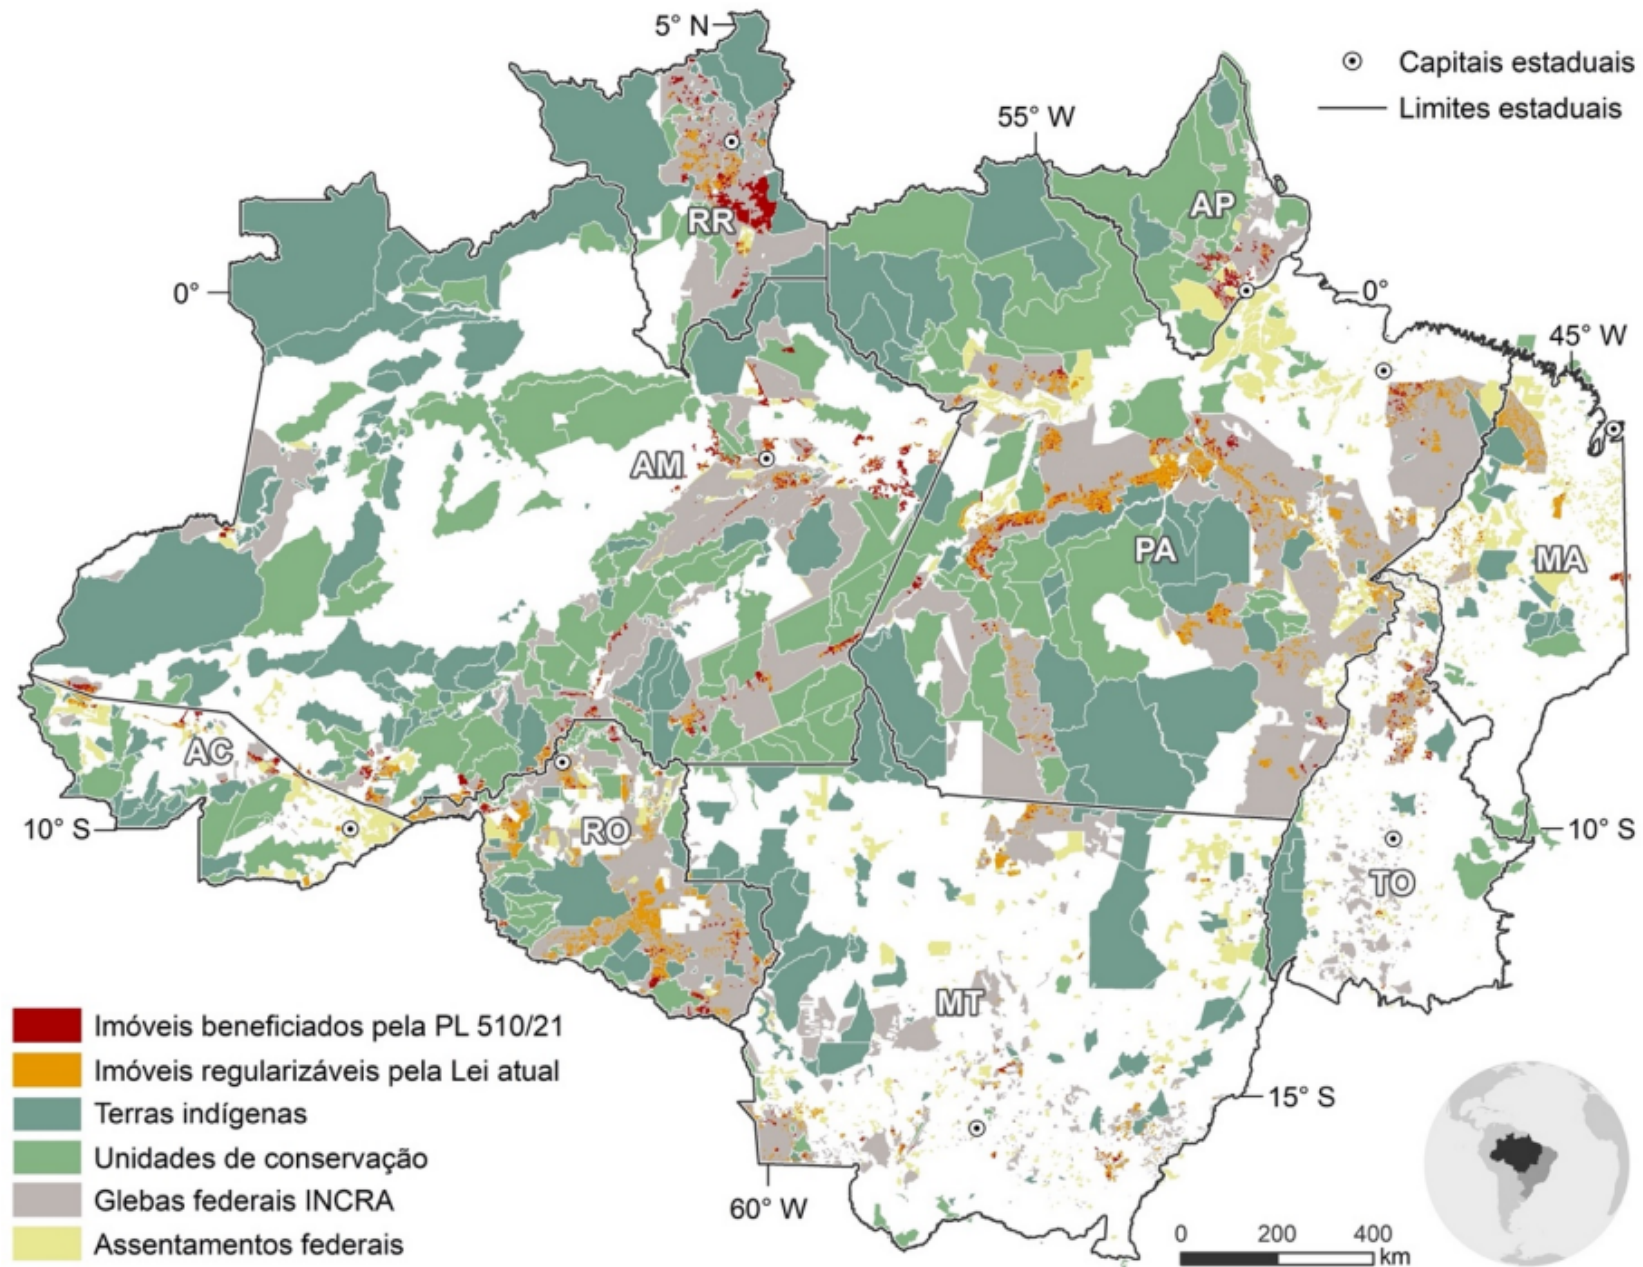 5° N
Capitais estaduais
55° W
Limites estaduais
AP
RR
0°
0°
45° W
AM
PA
MA
AC
10° S
RO
10° S
TO
MT
Imóveis beneficiados pela PL 510/21
Imóveis regularizáveis pela Lei atual
15° S
Terras indígenas
Unidades de conservação
Glebas federais INCRA
60° W
Assentamentos federais
0 200 400
km